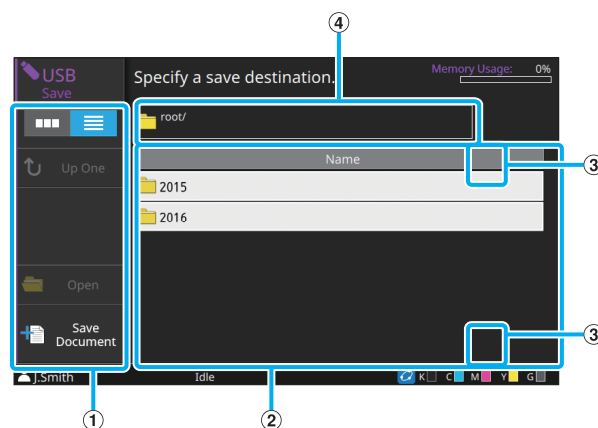 ④
USB
Save
Specify a save destination.
Memory Usage: 0%
root/
Name
③
Up One
2015
2016
Open
Save
Document
③
J.Smith
Idle
K C M Y G
① ②